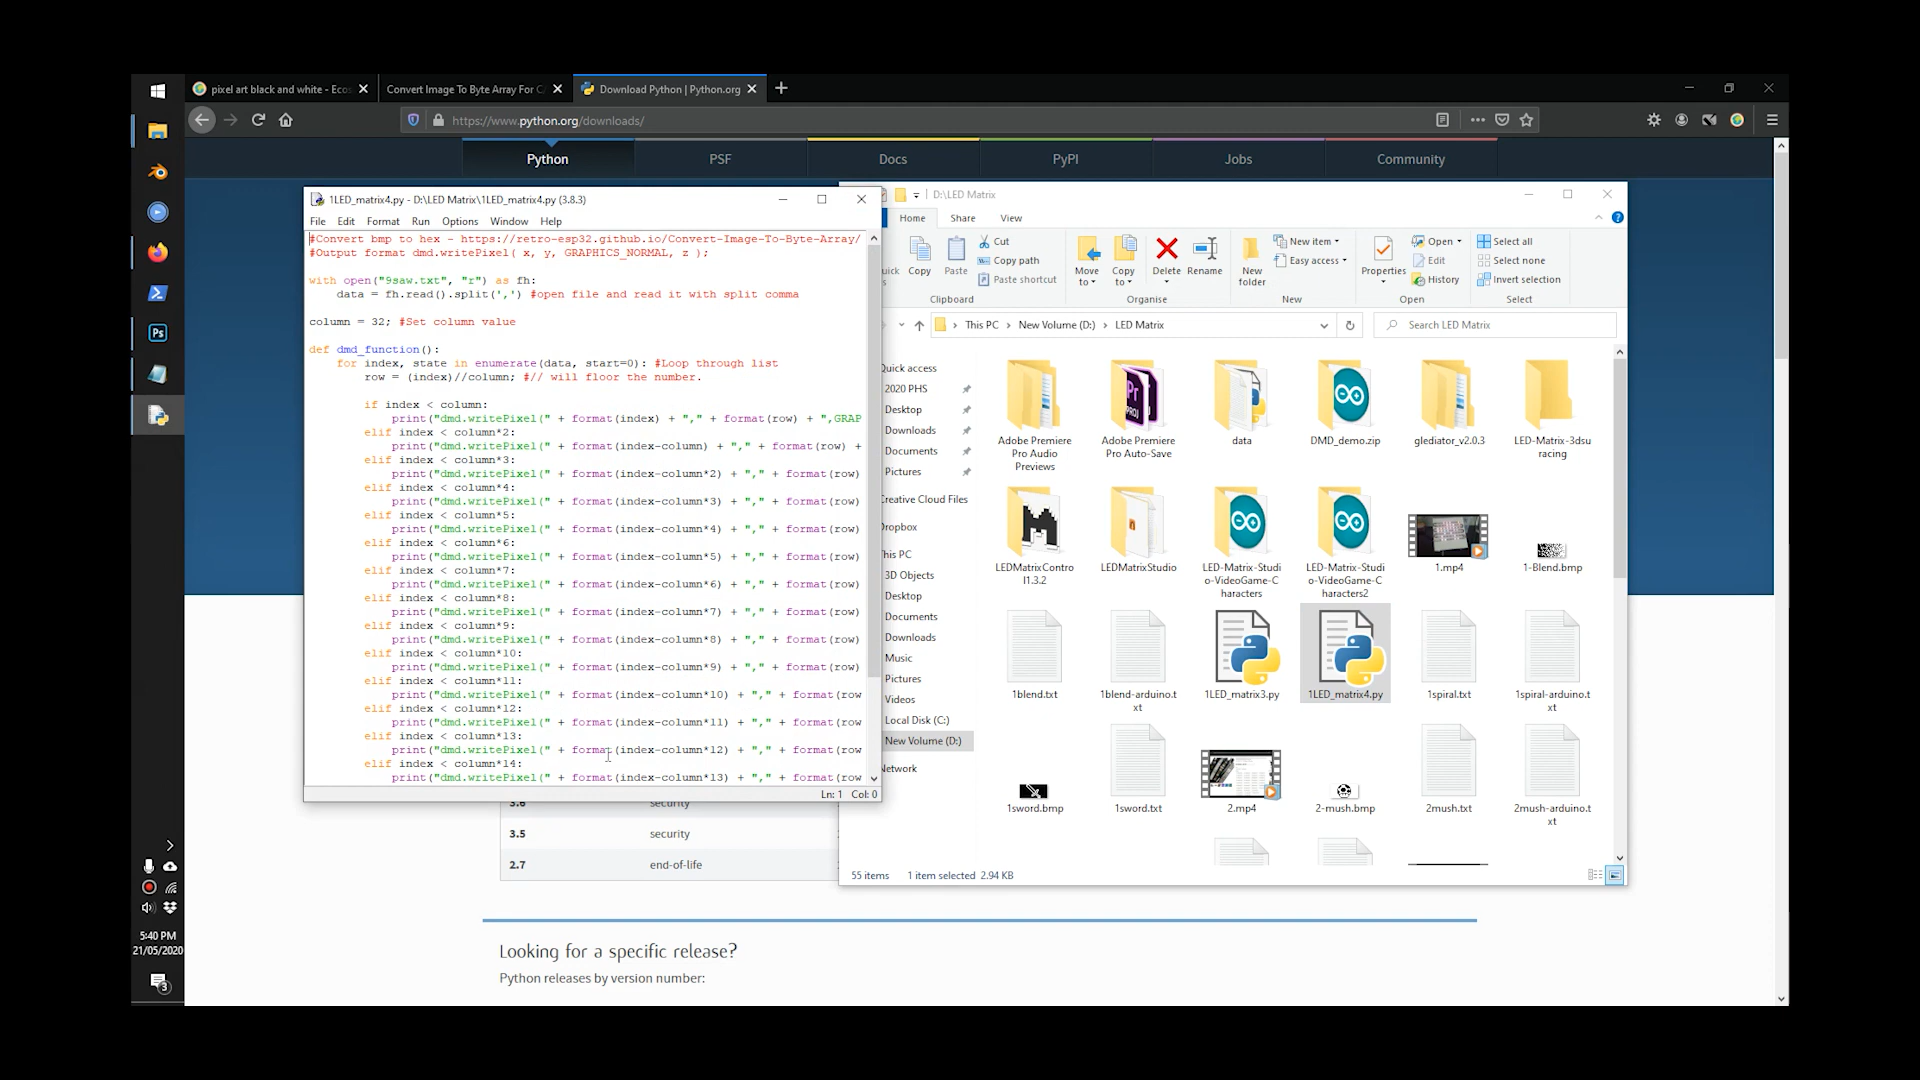 pixel art black and white - Ecos
Convert Image To Byte Array For C/
Download Python | Python.org
https://www.python.org/downloads/
Python
PSF
Docs
PyPI
Jobs
Community
1LED_matrix4.py - D:\LED Matrix\1LED_matrix4.py (3.8.3)
File Edit Format Run Options Window Help
#Convert bmp to hex - https://retro-esp32.github.io/Convert-Image-To-Byte-Array/
#Output format dmd.writePixel( x, y, GRAPHICS_NORMAL, z );
with open("9saw.txt", "r") as fh:
data = fh.read().split(',') #open file and read it with split comma
column = 32; #Set column value
def dmd_function():
for index, state in enumerate(data, start=0): #Loop through list
row = (index)//column; #// will floor the number.
if index < column:
print("dmd.writePixel(" + format(index) + "," + format(row) + ",GRAP
elif index < column*2:
print("dmd.writePixel(" + format(index-column) + "," + format(row) +
elif index < column*3:
print("dmd.writePixel(" + format(index-column*2) + "," + format(row)
elif index < column*4:
print("dmd.writePixel(" + format(index-column*3) + "," + format(row)
elif index < column*5:
print("dmd.writePixel(" + format(index-column*4) + "," + format(row)
elif index < column*6:
print("dmd.writePixel(" + format(index-column*5) + "," + format(row)
elif index < column*7:
print("dmd.writePixel(" + format(index-column*6) + "," + format(row)
elif index < column*8:
print("dmd.writePixel(" + format(index-column*7) + "," + format(row)
elif index < column*9:
print("dmd.writePixel(" + format(index-column*8) + "," + format(row)
elif index < column*10:
print("dmd.writePixel(" + format(index-column*9) + "," + format(row)
elif index < column*11:
print("dmd.writePixel(" + format(index-column*10) + "," + format(row
elif index < column*12:
print("dmd.writePixel(" + format(index-column*11) + "," + format(row
elif index < column*13:
print("dmd.writePixel(" + format(index-column*12) + "," + format(row
elif index < column*14:
print("dmd.writePixel(" + format(index-column*13) + "," + format(row
Ln: 1 Col: 0
D:\LED Matrix
Home Share View
Copy
Paste
Cut
Copy path
Paste shortcut
Clipboard
Move to
Copy to
Delete
Rename
Organise
New folder
New item
Easy access
New
Properties
Open
Edit
History
Open
Select all
Select none
Invert selection
Select
This PC > New Volume (D:) > LED Matrix
Search LED Matrix
Quick access
2020 PHS
Desktop
Downloads
Documents
Pictures
Creative Cloud Files
Dropbox
This PC
3D Objects
Desktop
Documents
Downloads
Music
Pictures
Videos
Local Disk (C:)
New Volume (D:)
Network
Adobe Premiere Pro Audio Previews
Adobe Premiere Pro Auto-Save
data
DMD_demo.zip
glediator_v2.0.3
LED-Matrix-3dsu racing
LEDMatrixContro l1.3.2
LEDMatrixStudio
LED-Matrix-Studi o-VideoGame-C haracters
LED-Matrix-Studi o-VideoGame-C haracters2
1.mp4
1-Blend.bmp
1blend.txt
1blend-arduino.t xt
1LED_matrix3.py
1LED_matrix4.py
1spiral.txt
1spiral-arduino.t xt
1sword.bmp
1sword.txt
2.mp4
2-mush.bmp
2mush.txt
2mush-arduino.t xt
55 items 1 item selected 2.94 KB
3.6 security
3.5 security
2.7 end-of-life
Looking for a specific release?
Python releases by version number:
Ps
5:40 PM
21/05/2020
3